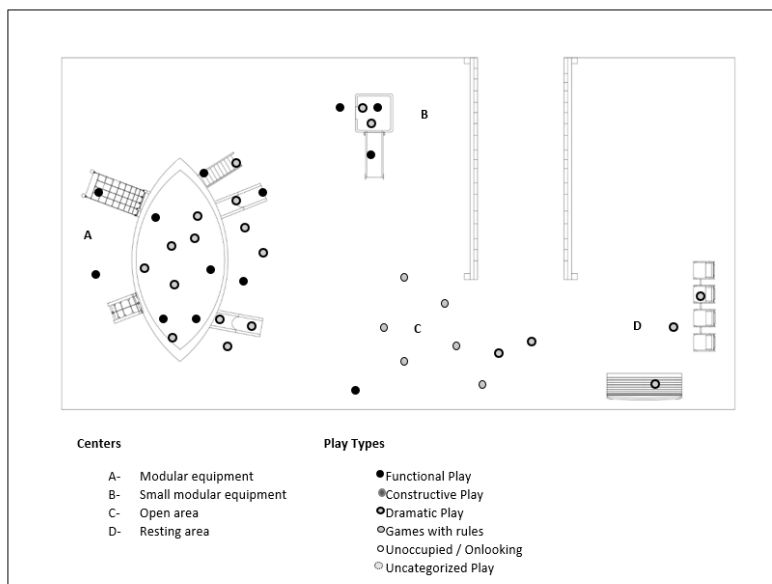 B
A
C
D
Centers
A- Modular equipment
B- Small modular equipment
C- Open area
D- Resting area
Play Types
Functional Play
Constructive Play
Dramatic Play
Games with rules
Unoccupied / Onlooking
Uncategorized Play